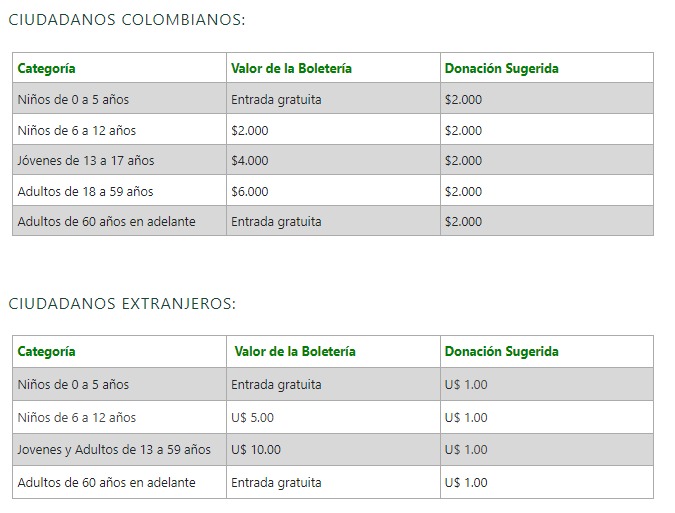 CIUDADANOS COLOMBIANOS:
Categoría Valor de la Boletería Donación Sugerida
Niños de 0 a 5 años Entrada gratuita $2.000
Niños de 6 a 12 años $2.000 $2.000
Jóvenes de 13 a 17 años $4.000 $2.000
Adultos de 18 a 59 años $6.000 $2.000
Adultos de 60 años en adelante Entrada gratuita $2.000
CIUDADANOS EXTRANJEROS:
Categoría Valor de la Boletería Donación Sugerida
Niños de 0 a 5 años Entrada gratuita U$ 1.00
Niños de 6 a 12 años U$ 5.00 U$ 1.00
Jovenes y Adultos de 13 a 59 años U$ 10.00 U$ 1.00
Adultos de 60 años en adelante Entrada gratuita U$ 1.00